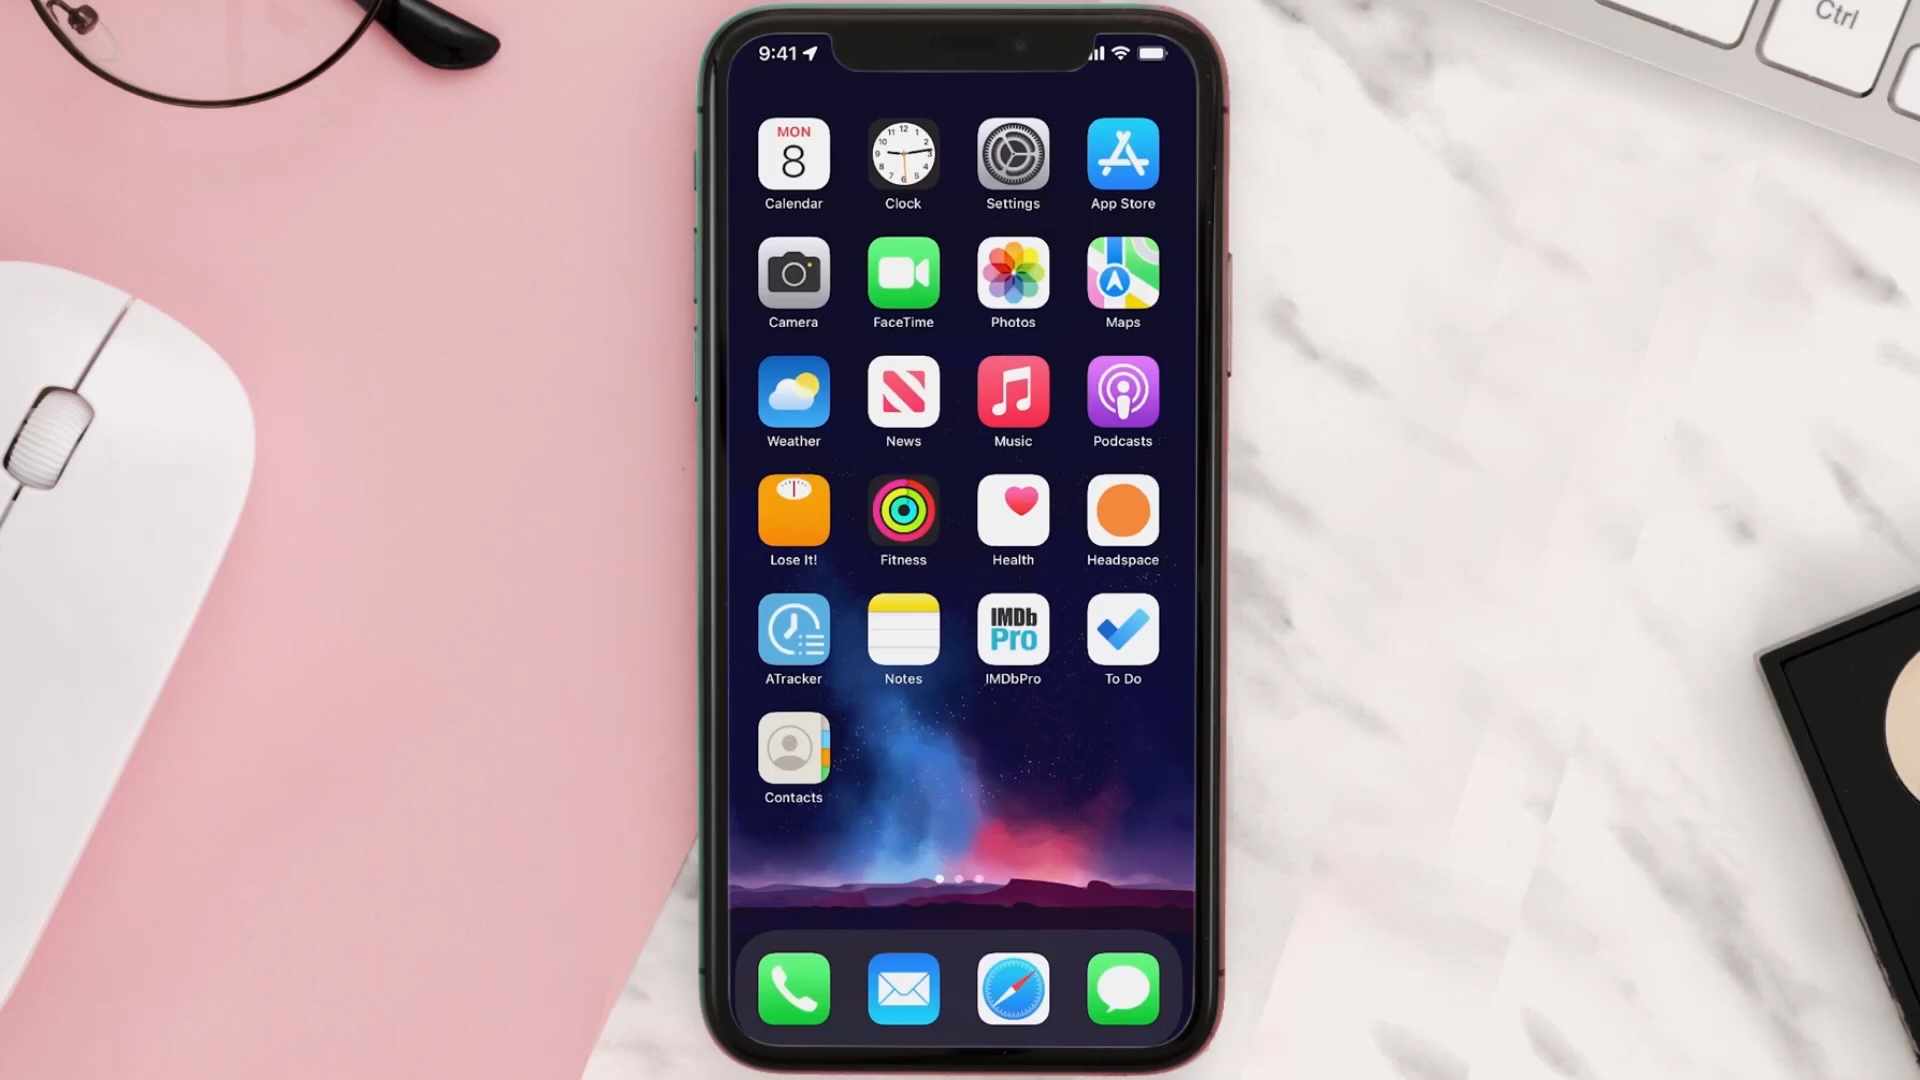 Ctrl
9:41
MON
8
Calendar
Clock
Settings
App Store
Camera
FaceTime
Photos
Maps
Weather
News
Music
Podcasts
Lose It!
Fitness
Health
Headspace
IMDb
Pro
ATracker
Notes
IMDbPro
To Do
Contacts